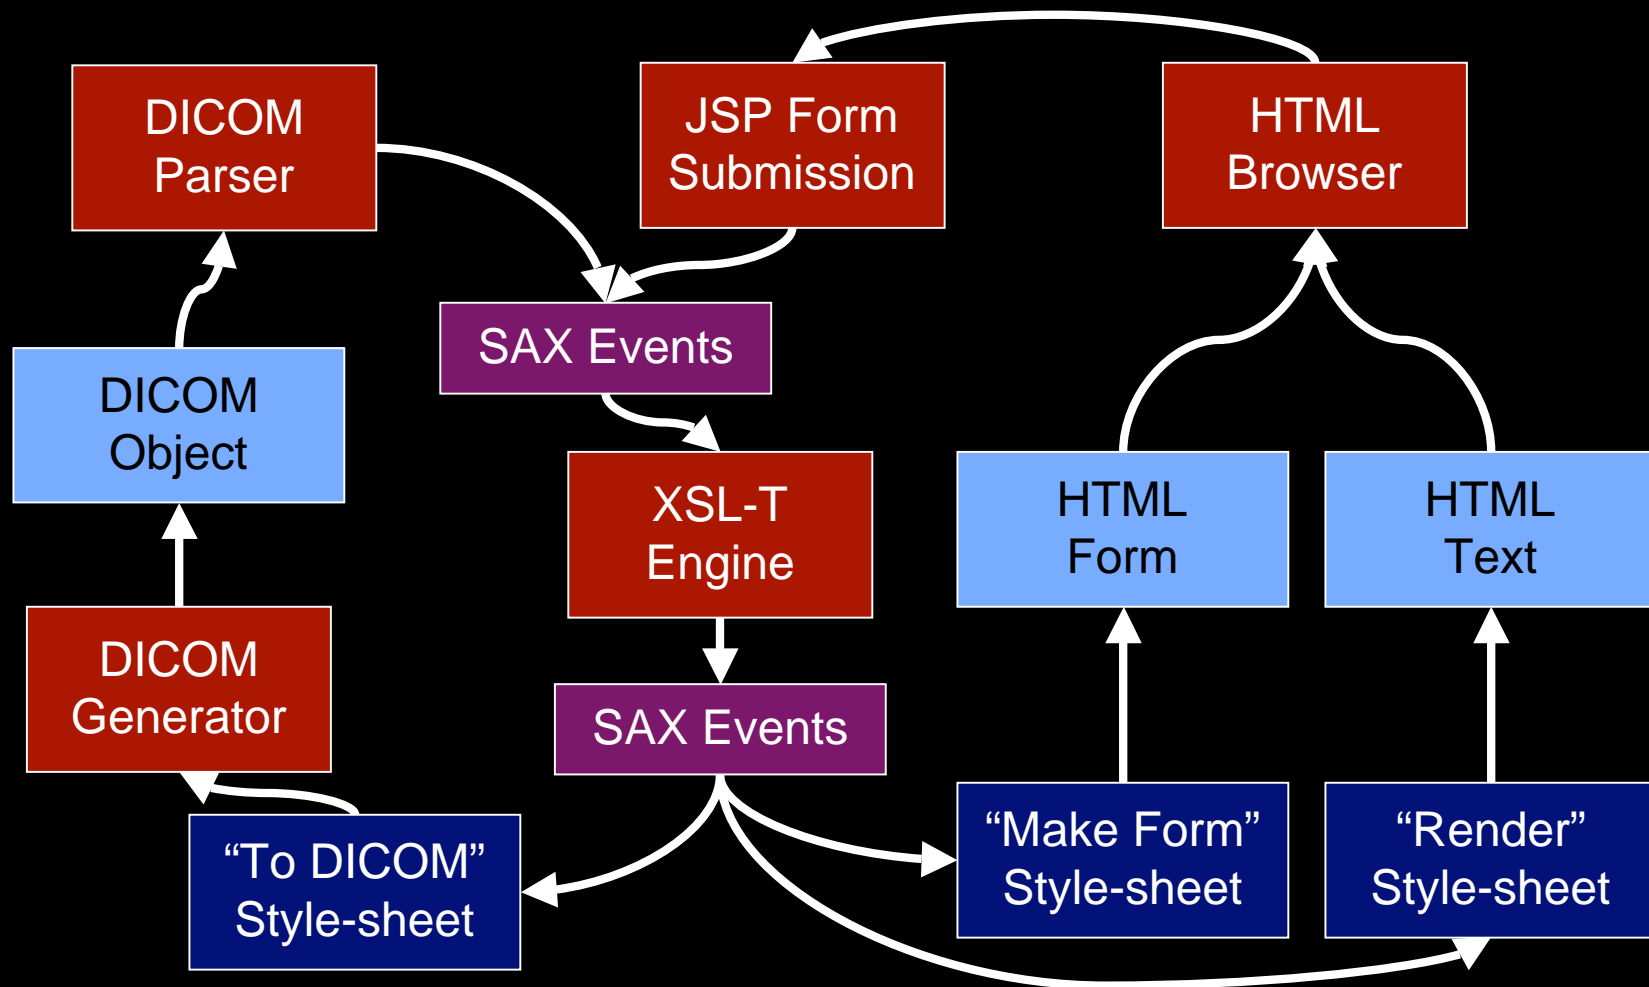 DICOM
Parser
JSP Form
Submission
HTML
Browser
SAX Events
DICOM
Object
XSL-T
Engine
HTML
Form
HTML
Text
DICOM
Generator
SAX Events
“To DICOM”
Style-sheet
“Make Form”
Style-sheet
“Render”
Style-sheet